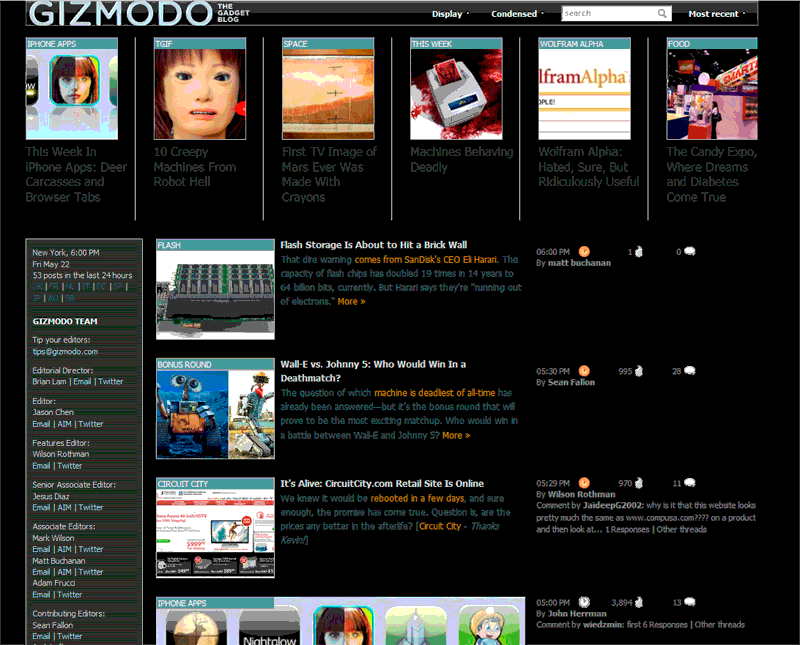 GIZMODO THE GADGET BLOG
Display
Condensed
search
Most recent
IPHONE APPS
This Week In
iPhone Apps: Deer
Carcasses and
Browser Tabs
TGIF
10 Creepy
Machines From
Robot Hell
SPACE
First TV Image of
Mars Ever Was
Made With
Crayons
THIS WEEK
Machines Behaving
Deadly
WOLFRAM ALPHA
lframAlpha
OPLE!
Wolfram Alpha:
Hated, Sure, But
Ridiculously Useful
FOOD
SMART
The Candy Expo,
Where Dreams
and Diabetes
Come True
New York, 6:00 PM
Fri May 22
53 posts in the last 24 hours
UK | FR | NL | IT | CC | SP |
JP | AU | BR
GIZMODO TEAM
Tip your editors:
tips@gizmodo.com
Editorial Director:
Brian Lam | Email | Twitter
Editor:
Jason Chen
Email | AIM | Twitter
Features Editor:
Wilson Rothman
Email | Twitter
Senior Associate Editor:
Jesus Diaz
Email | AIM | Twitter
Associate Editors:
Mark Wilson
Email | AIM | Twitter
Matt Buchanan
Email | AIM | Twitter
Adam Frucci
Email | Twitter
Contributing Editors:
Sean Fallon
Email | Twitter
FLASH
Flash Storage Is About to Hit a Brick Wall
That dire warning comes from SanDisk's CEO Eli Harari. The
capacity of flash chips has doubled 19 times in 14 years to
64 billion bits, currently. But Harari says they're "running out
of electrons." More »
06:00 PM 1 0
By matt buchanan
BONUS ROUND
Wall-E vs. Johnny 5: Who Would Win In a
Deathmatch?
The question of which machine is deadliest of all-time has
already been answered—but it's the bonus round that will
prove to be the most exciting matchup. Who would win in
a battle between Wall-E and Johnny 5? More »
05:30 PM 995 28
By Sean Fallon
CIRCUIT CITY
It's Alive: CircuitCity.com Retail Site Is Online
We knew it would be rebooted in a few days, and sure
enough, the promise has come true. Question is, are the
prices any better in the afterlife? [Circuit City - Thanks
Kevin!]
05:29 PM 970 11
By Wilson Rothman
Comment by JaideepG2002: why is it that this website looks
pretty much the same as www.compusa.com???? on a product
and then look at... 1 Responses | Other threads
IPHONE APPS
Nightglow
05:00 PM 3,894 13
By John Herrman
Comment by wiedzmin: first 6 Responses | Other threads